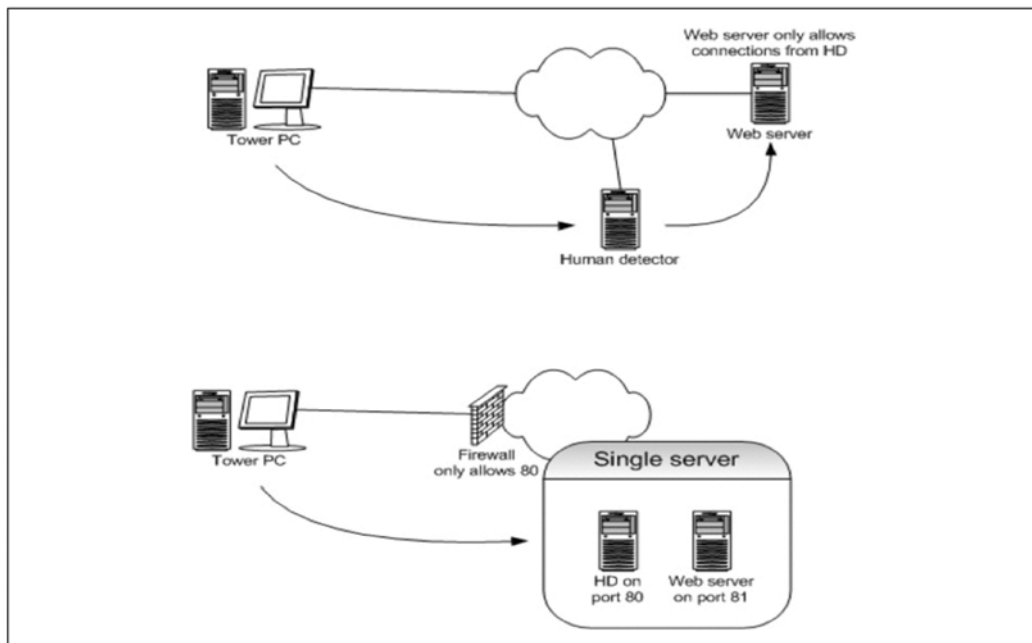 Web server only allows
connections from HD
Tower PC
Web server
Human detector
Tower PC
Firewall
only allows 80
Single server
HD on
port 80
Web server
on port 81